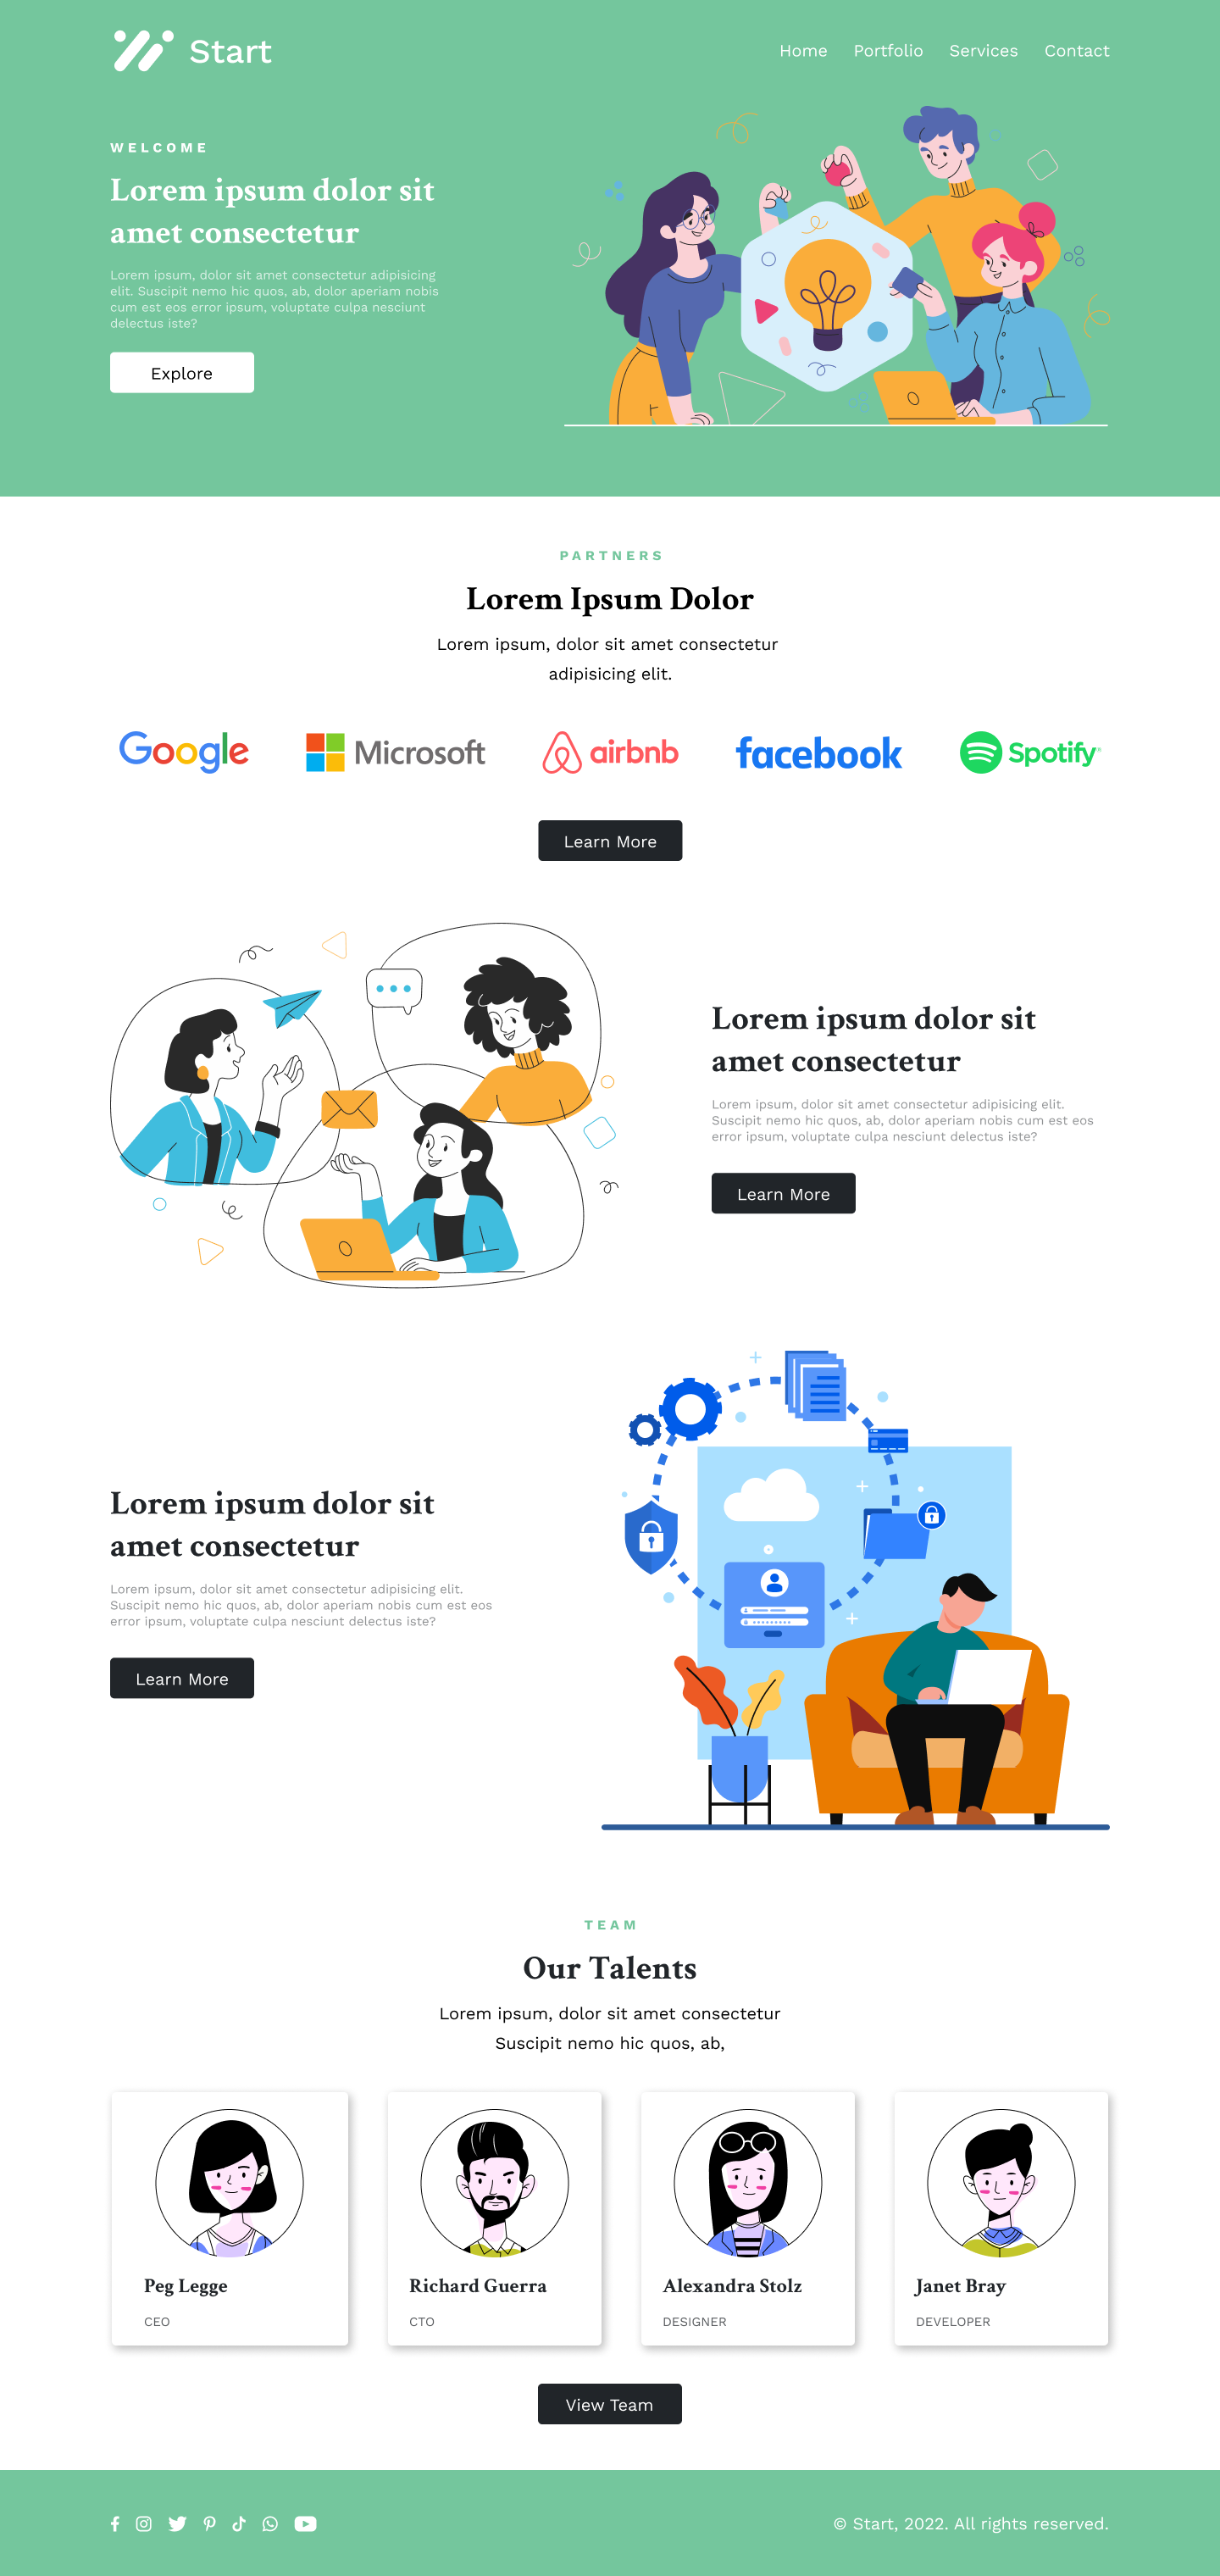 Start
Home Portfolio Services Contact
WELCOME
Lorem ipsum dolor sit
amet consectetur
Lorem ipsum, dolor sit amet consectetur adipisicing
elit. Suscipit nemo hic quos, ab, dolor aperiam nobis
cum est eos error ipsum, voluptate culpa nesciunt
delectus iste?
Explore
PARTNERS
Lorem Ipsum Dolor
Lorem ipsum, dolor sit amet consectetur
adipisicing elit.
Google Microsoft airbnb facebook Spotify
Learn More
Lorem ipsum dolor sit
amet consectetur
Lorem ipsum, dolor sit amet consectetur adipisicing elit.
Suscipit nemo hic quos, ab, dolor aperiam nobis cum est eos
error ipsum, voluptate culpa nesciunt delectus iste?
Learn More
Lorem ipsum dolor sit
amet consectetur
Lorem ipsum, dolor sit amet consectetur adipisicing elit.
Suscipit nemo hic quos, ab, dolor aperiam nobis cum est eos
error ipsum, voluptate culpa nesciunt delectus iste?
Learn More
TEAM
Our Talents
Lorem ipsum, dolor sit amet consectetur
Suscipit nemo hic quos, ab,
Peg Legge
CEO
Richard Guerra
CTO
Alexandra Stolz
DESIGNER
Janet Bray
DEVELOPER
View Team
© Start, 2022. All rights reserved.